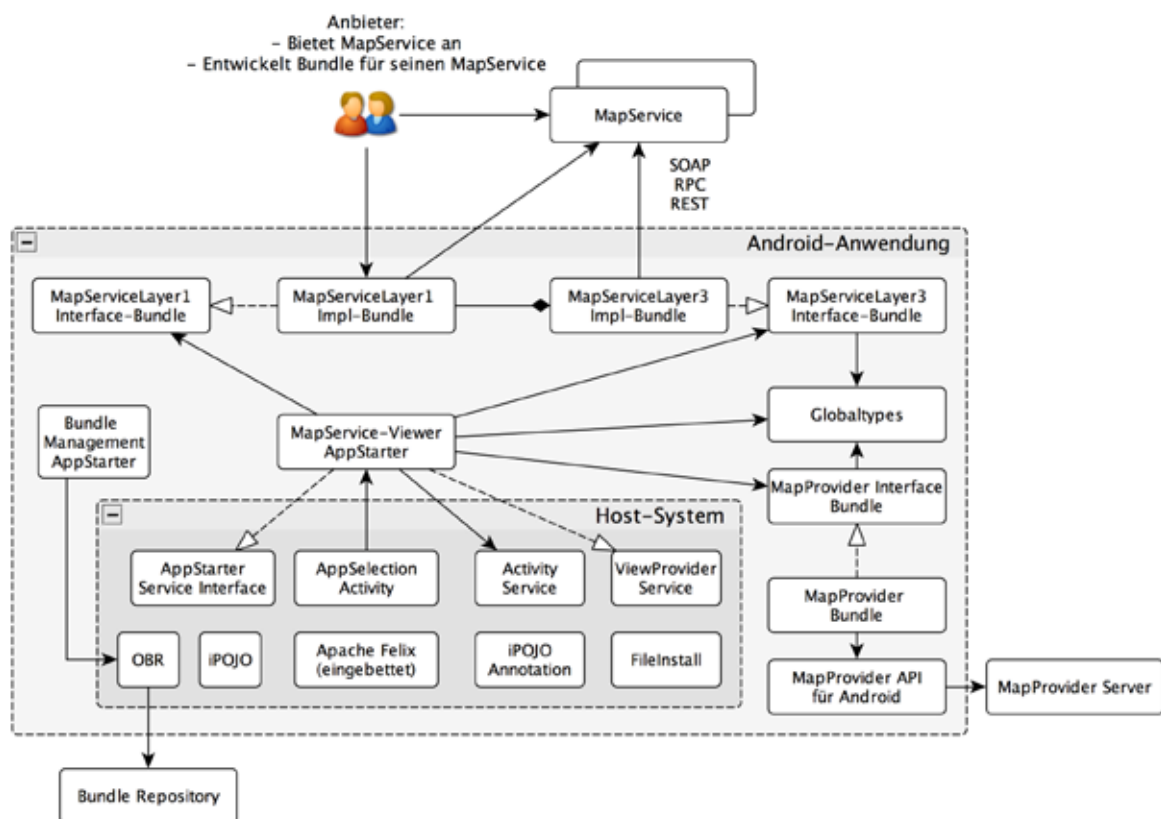 Anbieter:
- Bietet MapService an
- Entwickelt Bundle für seinen MapService
MapService
SOAP
RPC
REST
Android-Anwendung
MapServiceLayer1
Interface-Bundle
MapServiceLayer1
Impl-Bundle
MapServiceLayer3
Impl-Bundle
MapServiceLayer3
Interface-Bundle
Bundle
Management
AppStarter
MapService-Viewer
AppStarter
Globaltypes
MapProvider Interface
Bundle
Host-System
AppStarter
Service Interface
AppSelection
Activity
Activity
Service
ViewProvider
Service
MapProvider
Bundle
OBR
iPOJO
Apache Felix
(eingebettet)
iPOJO
Annotation
FileInstall
MapProvider API
für Android
MapProvider Server
Bundle Repository